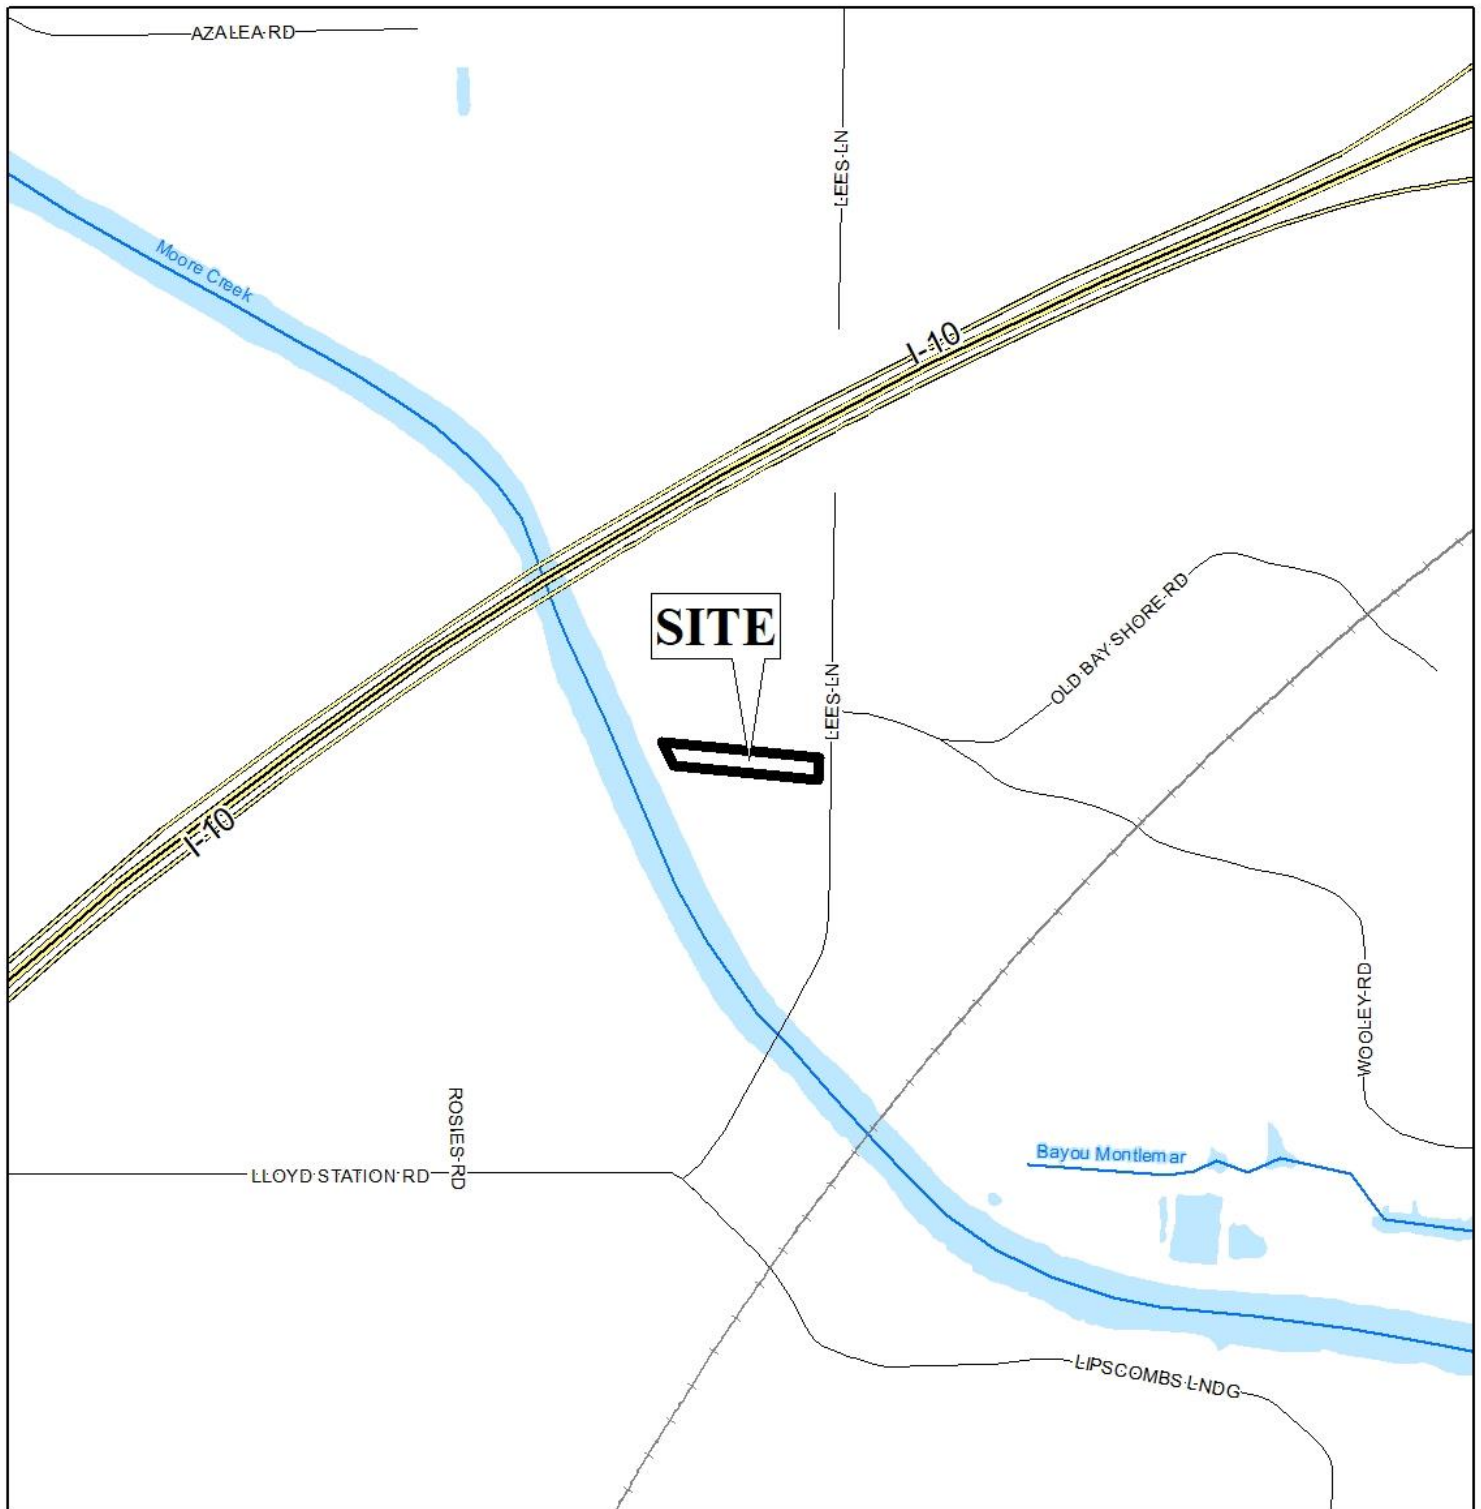 AZALEA RD
LEES LN
Moore Creek
I-10
SITE
OLD BAY SHORE RD
LEES LN
I-10
WOOLEY RD
ROSIES RD
Bayou Montlemar
LLOYD STATION RD
LIPSCOMBS LNDG